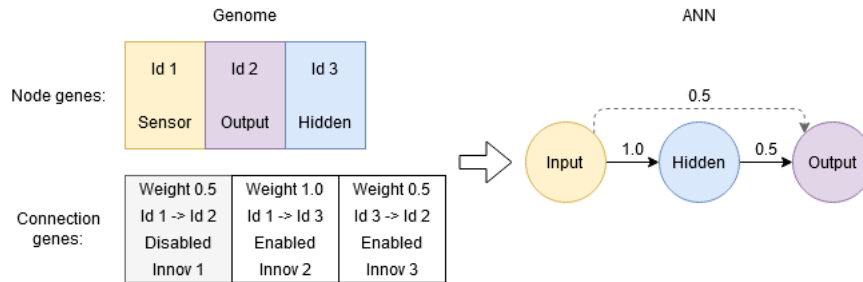 Genome
ANN
Node genes:
Id 1
Id 2
Id 3
Sensor
Output
Hidden
Connection
genes:
Weight 0.5
Id 1 -> Id 2
Disabled
Innov 1
Weight 1.0
Id 1 -> Id 3
Enabled
Innov 2
Weight 0.5
Id 3 -> Id 2
Enabled
Innov 3
0.5
Input
1.0
Hidden
0.5
Output